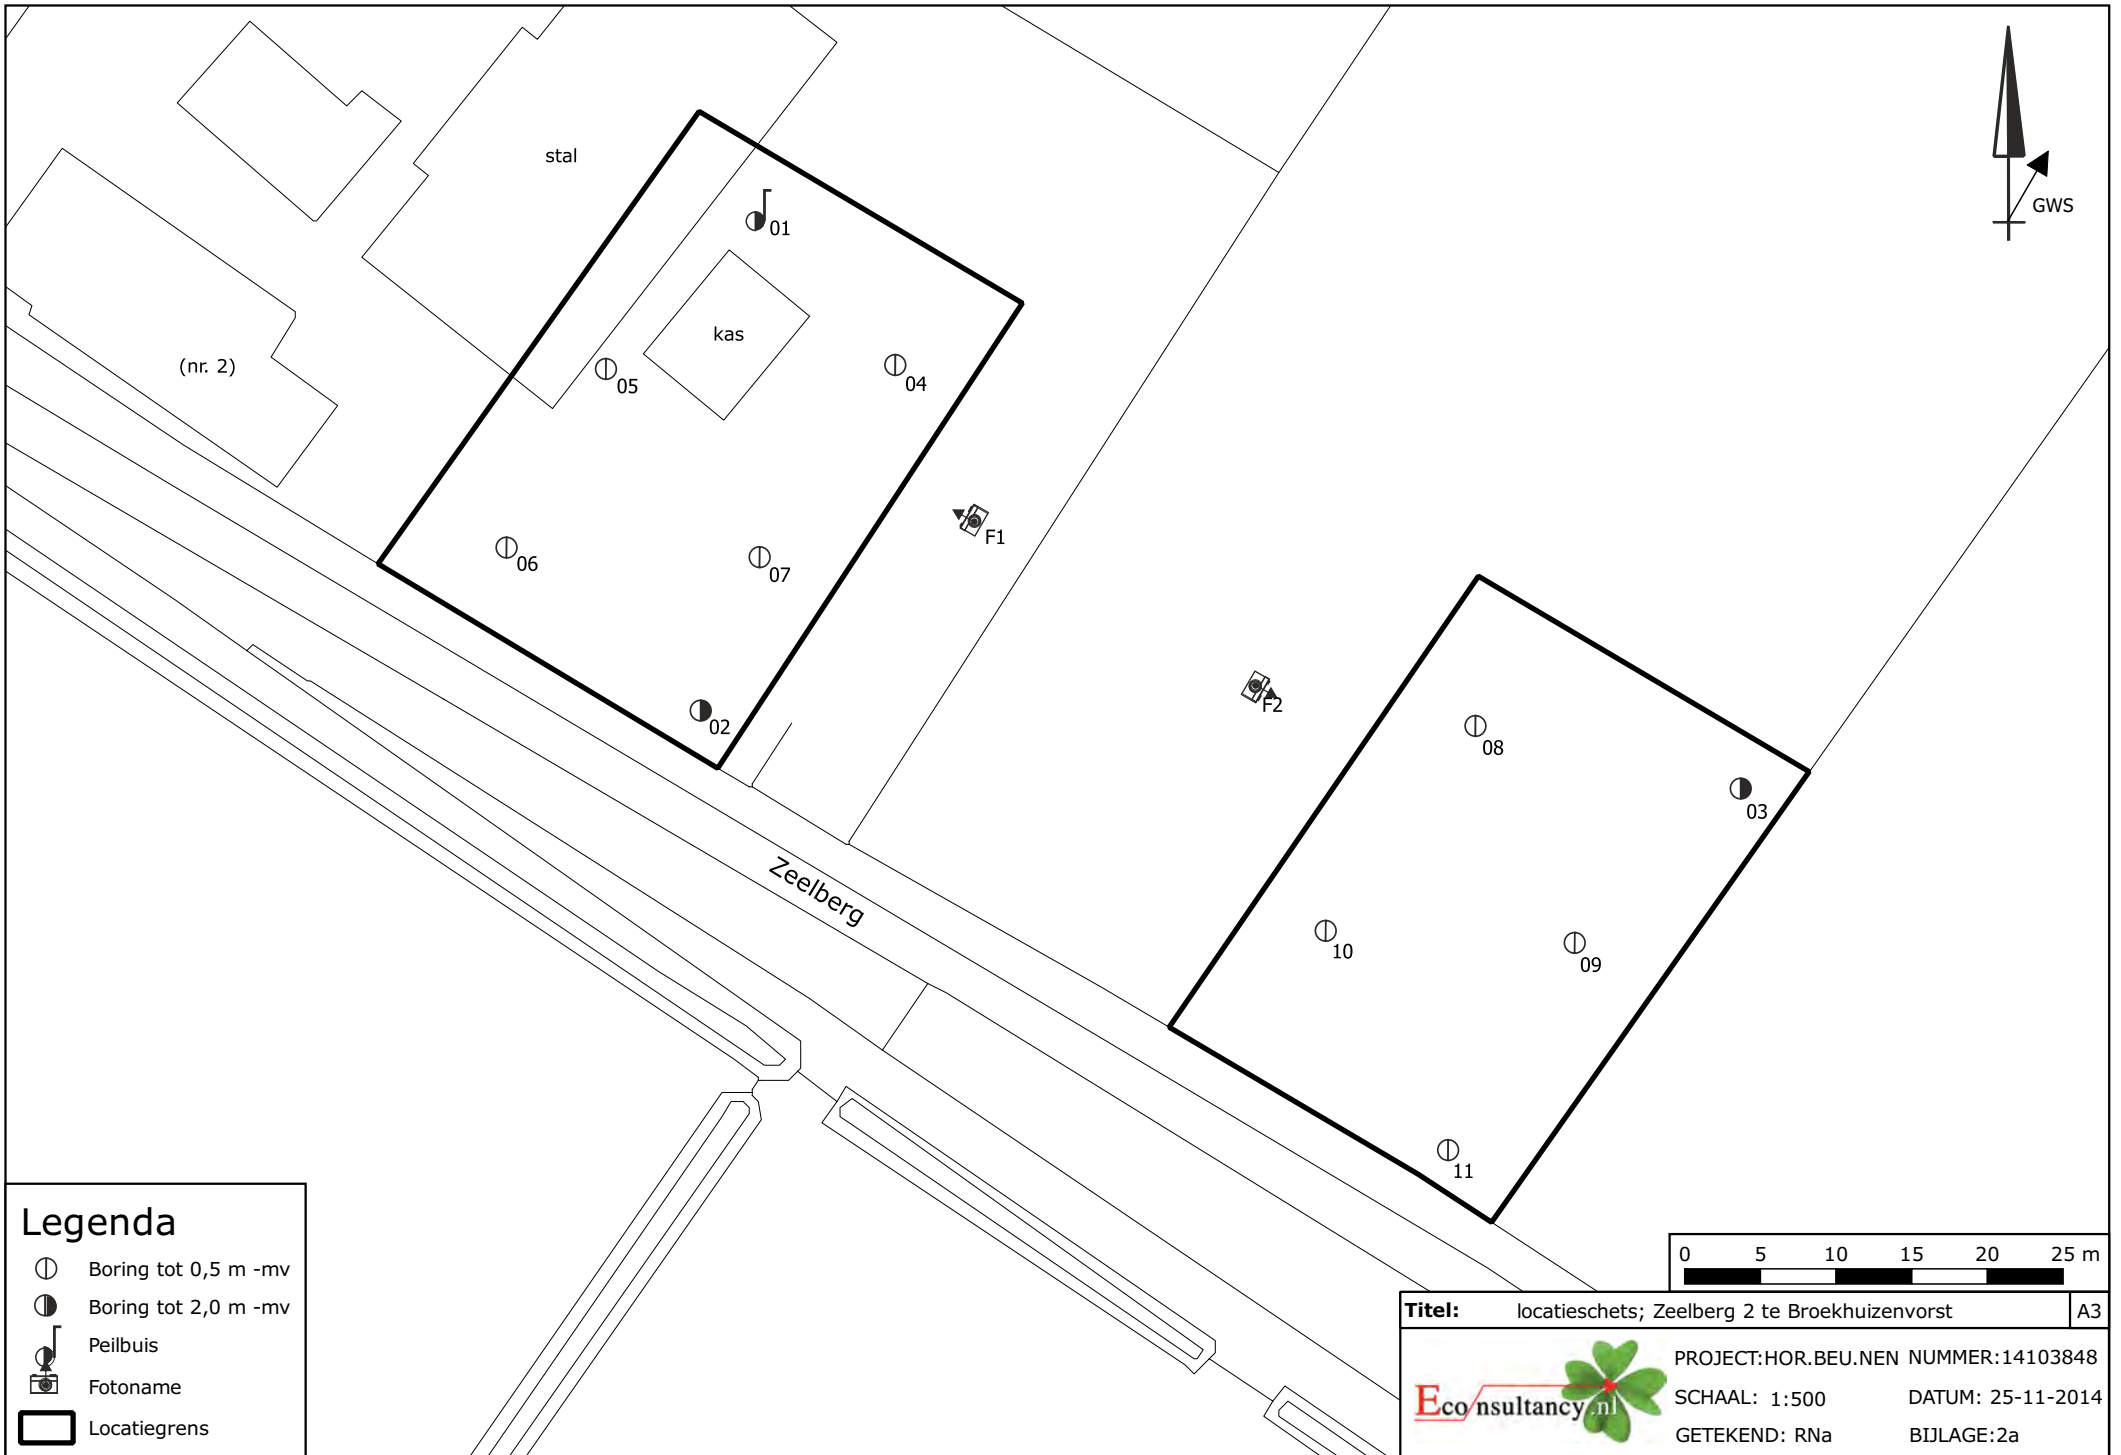 stal
GWS
01
kas
(nr. 2)
05
04
F1
06
07
F2
02
08
03
Zeelberg
10
09
11
Legenda
Boring tot 0,5 m -mv
Boring tot 2,0 m -mv
Peilbuis
Fotoname
Locatiegrens
0 5 10 15 20 25 m
Titel: locatieschets; Zeelberg 2 te Broekhuizenvorst A3
Econsultancy.nl
PROJECT:HOR.BEU.NEN NUMMER:14103848
SCHAAL: 1:500 DATUM: 25-11-2014
GETEKEND: RNa BIJLAGE:2a